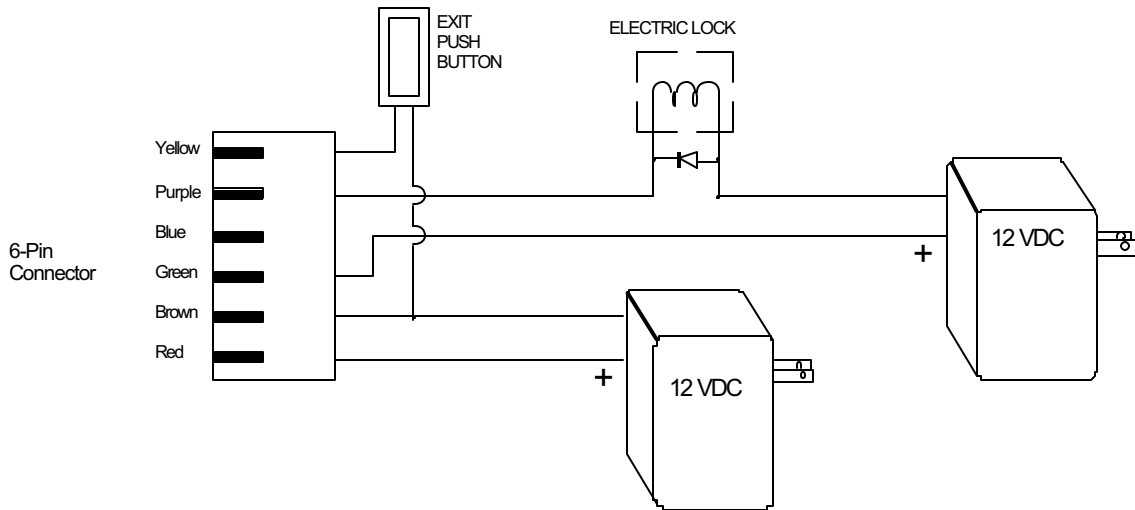 EXIT
PUSH
BUTTON
ELECTRIC LOCK
Yellow
Purple
Blue
Green
Brown
Red
6-Pin
Connector
+
12 VDC
+
12 VDC